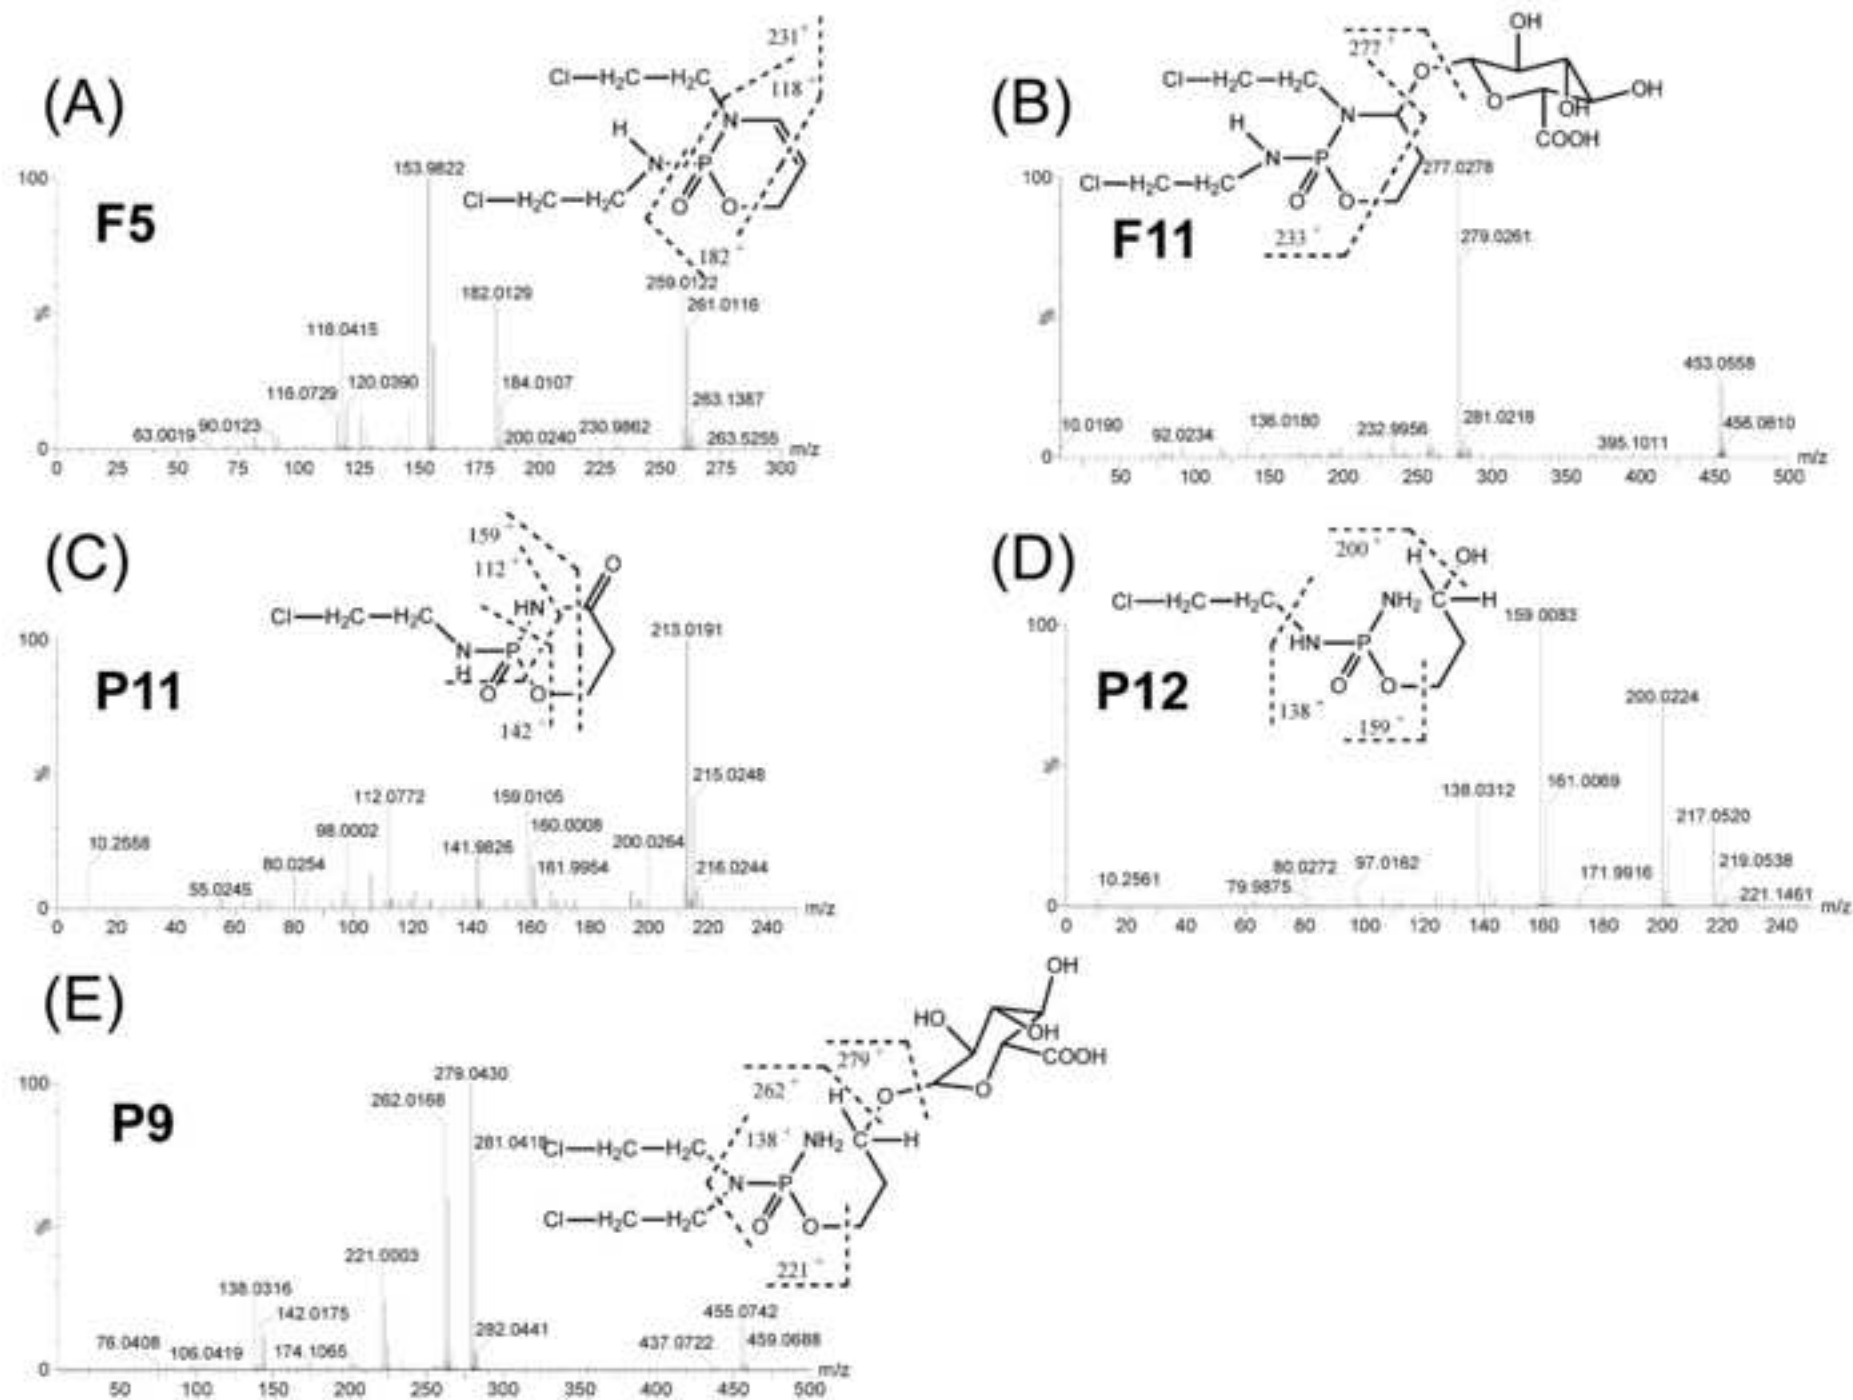 (A)
F5
100
%
0
231+
118+
182+
Cl—H2C—H2C
H
N
N
P
O
O
Cl—H2C—H2C
153.9822
182.0129
259.0122
261.0116
118.0415
116.0729
120.0390
184.0107
263.1387
63.0019
90.0123
200.0240
230.9862
263.5255
m/z
0 25 50 75 100 125 150 175 200 225 250 275 300
(B)
F11
100
%
0
277+
233+
OH
O
OH
OH
O
COOH
Cl—H2C—H2C
H
N
N
P
O
O
Cl—H2C—H2C
277.0278
279.0261
453.0558
10.0190
92.0234
136.0180
232.9956
281.0218
395.1011
456.0610
m/z
50 100 150 200 250 300 350 400 450 500
(C)
P11
100
%
0
159+
112+
142+
O
HN
Cl—H2C—H2C
N
H
P
O
O
213.0191
215.0248
112.0772
159.0105
98.0002
160.0008
10.2558
80.0254
141.9826
200.0264
55.0245
161.9954
216.0244
m/z
0 20 40 60 80 100 120 140 160 180 200 220 240
(D)
P12
100
%
0
200+
138+
159+
H
OH
Cl—H2C—H2C
NH2
C—H
HN
P
O
O
159.0083
200.0224
138.0312
161.0069
217.0520
80.0272
97.0162
219.0538
10.2561
79.9875
171.9916
221.1461
m/z
0 20 40 60 80 100 120 140 160 180 200 220 240
(E)
P9
100
%
0
279+
262+
138+
221+
OH
HO
OH
COOH
O
O
H
Cl—H2C—H2C
NH2
C—H
N
P
Cl—H2C—H2C
O
O
279.0430
262.0168
281.0418
221.0003
138.0316
142.0175
455.0742
76.0408
106.0419
174.1065
292.0441
437.0722
459.0688
m/z
50 100 150 200 250 300 350 400 450 500